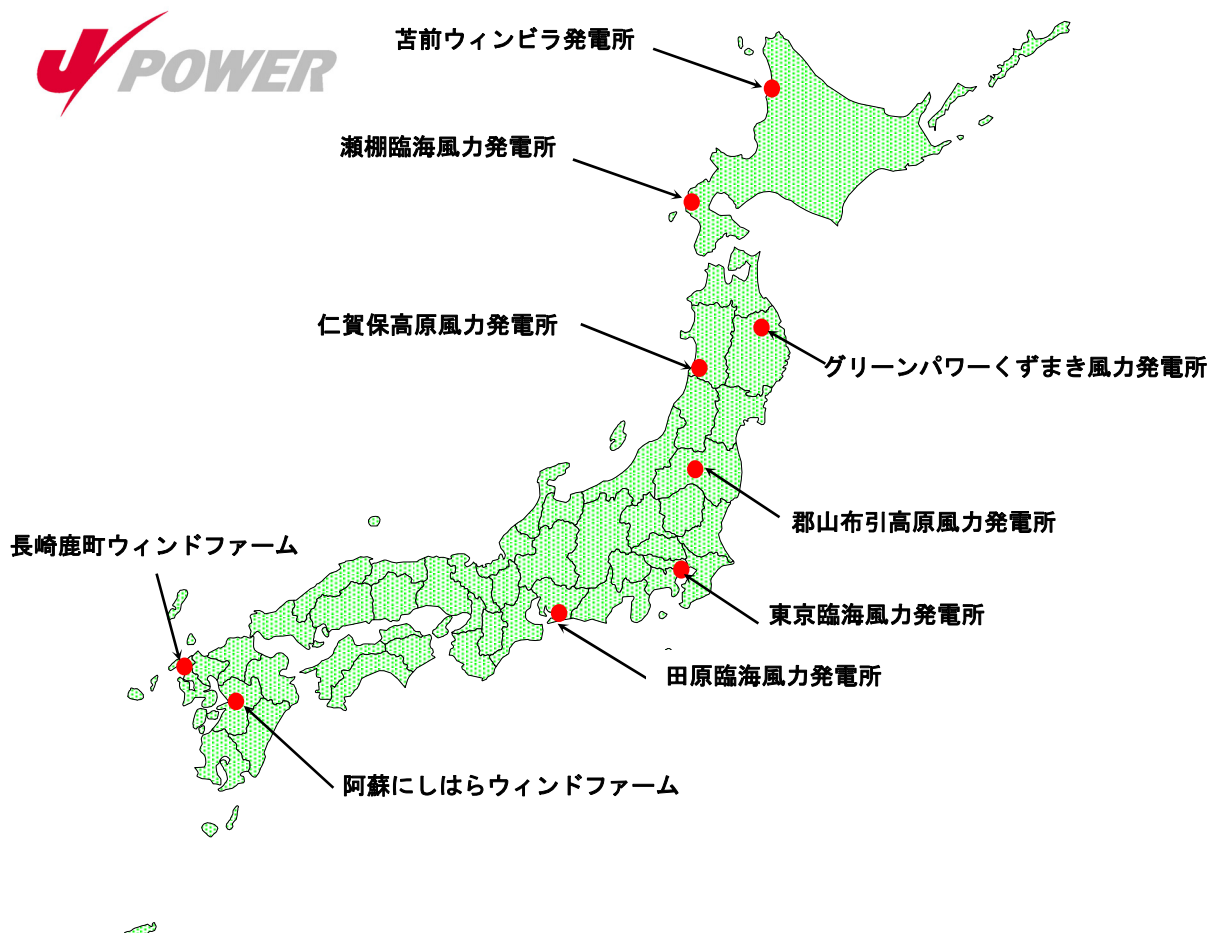 J POWER
苫前ウィンビラ発電所
瀬棚臨海風力発電所
仁賀保高原風力発電所
グリーンパワーくずまき風力発電所
郡山布引高原風力発電所
長崎鹿町ウィンドファーム
東京臨海風力発電所
田原臨海風力発電所
阿蘇にしはらウィンドファーム